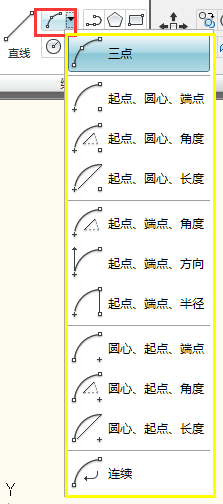 直线
三点
起点、圆心、端点
起点、圆心、角度
起点、圆心、长度
起点、端点、角度
起点、端点、方向
起点、端点、半径
圆心、起点、端点
圆心、起点、角度
圆心、起点、长度
连续
Y